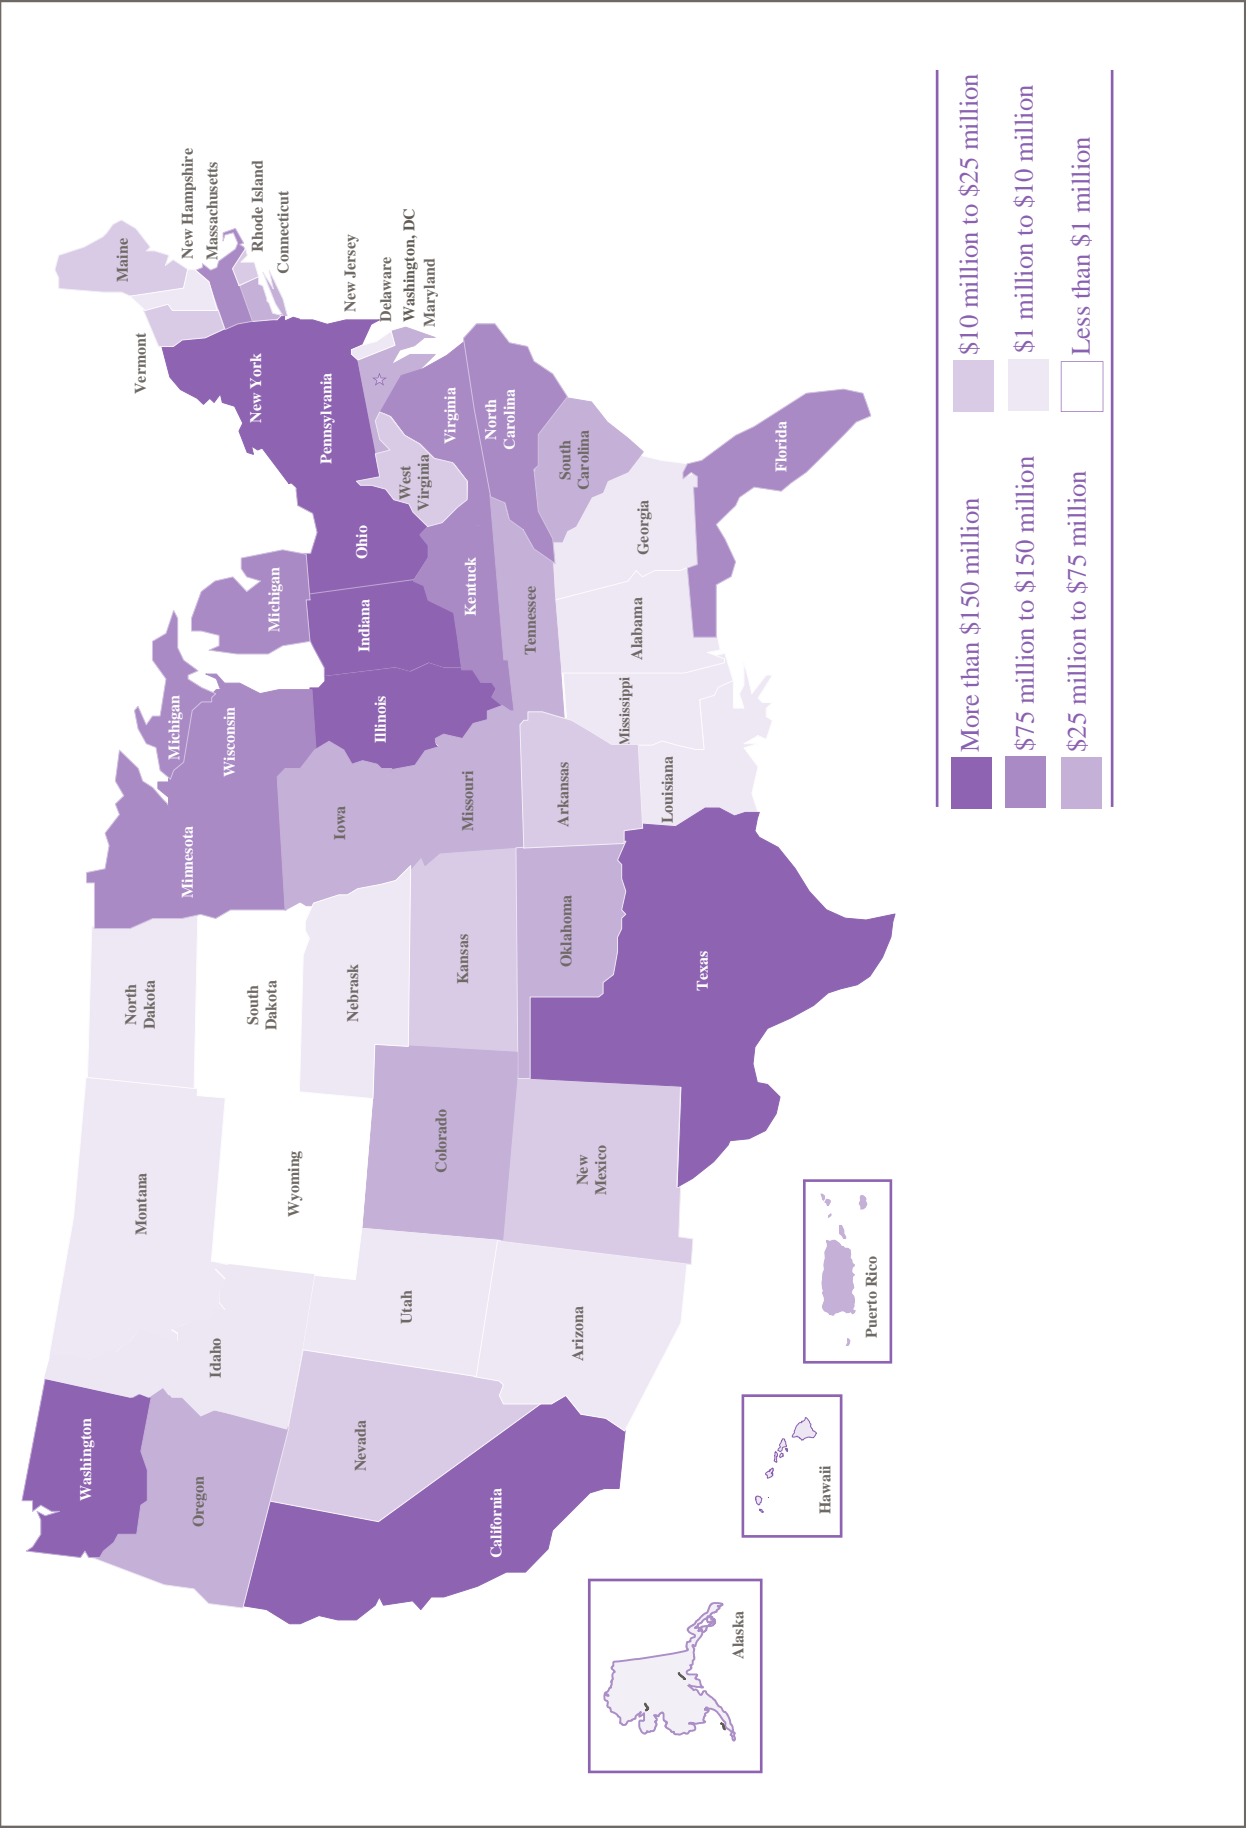 Washington
Oregon
California
Nevada
Idaho
Montana
Wyoming
Utah
Arizona
Colorado
New
Mexico
North
Dakota
South
Dakota
Nebrask
Kansas
Oklahoma
Texas
Minnesota
Iowa
Missouri
Arkansas
Louisiana
Wisconsin
Michigan
Michigan
Illinois
Indiana
Ohio
Kentuck
Tennessee
Mississippi
Alabama
Georgia
Florida
South
Carolina
North
Carolina
Virginia
West
Virginia
Pennsylvania
New York
Vermont
Maine
New Hampshire
Massachusetts
Rhode Island
Connecticut
New Jersey
Delaware
Washington, DC
Maryland
Alaska
Hawaii
Puerto Rico
More than $150 million
$75 million to $150 million
$25 million to $75 million
$10 million to $25 million
$1 million to $10 million
Less than $1 million